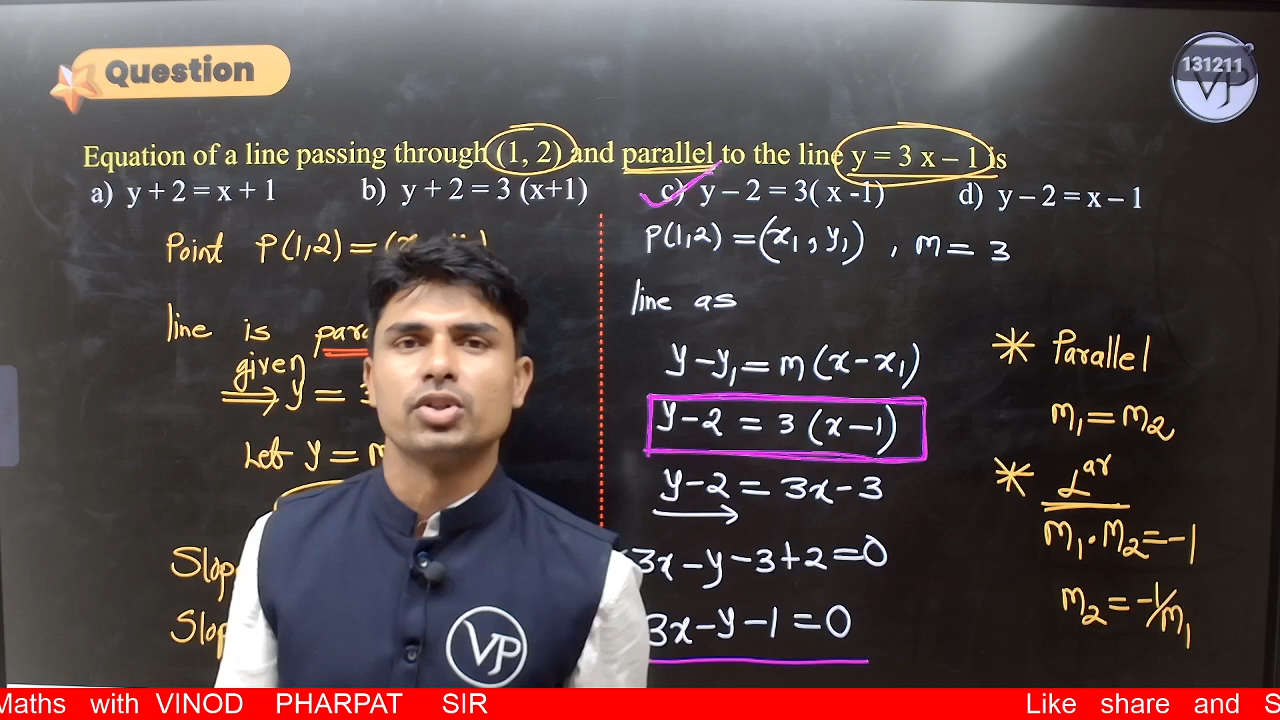 Question
131211
VP
Equation of a line passing through (1, 2) and parallel to the line y = 3 x – 1 is
a) y + 2 = x + 1 b) y + 2 = 3 (x+1) c) y – 2 = 3( x -1) d) y – 2 = x – 1
Point P(1,2) = (
line is
given
y =
Let y =
P(1,2) = (x₁, y₁), m = 3
line as
y-y₁ = m(x-x₁)
y-2 = 3(x-1)
y-2 = 3x-3
3x-y-3+2=0
3x-y-1=0
* Parallel
m₁ = m₂
* ⊥ar
m₁.m₂ = -1
m₂ = -1/m₁
VP
Maths with VINOD PHARPAT SIR Like share and S